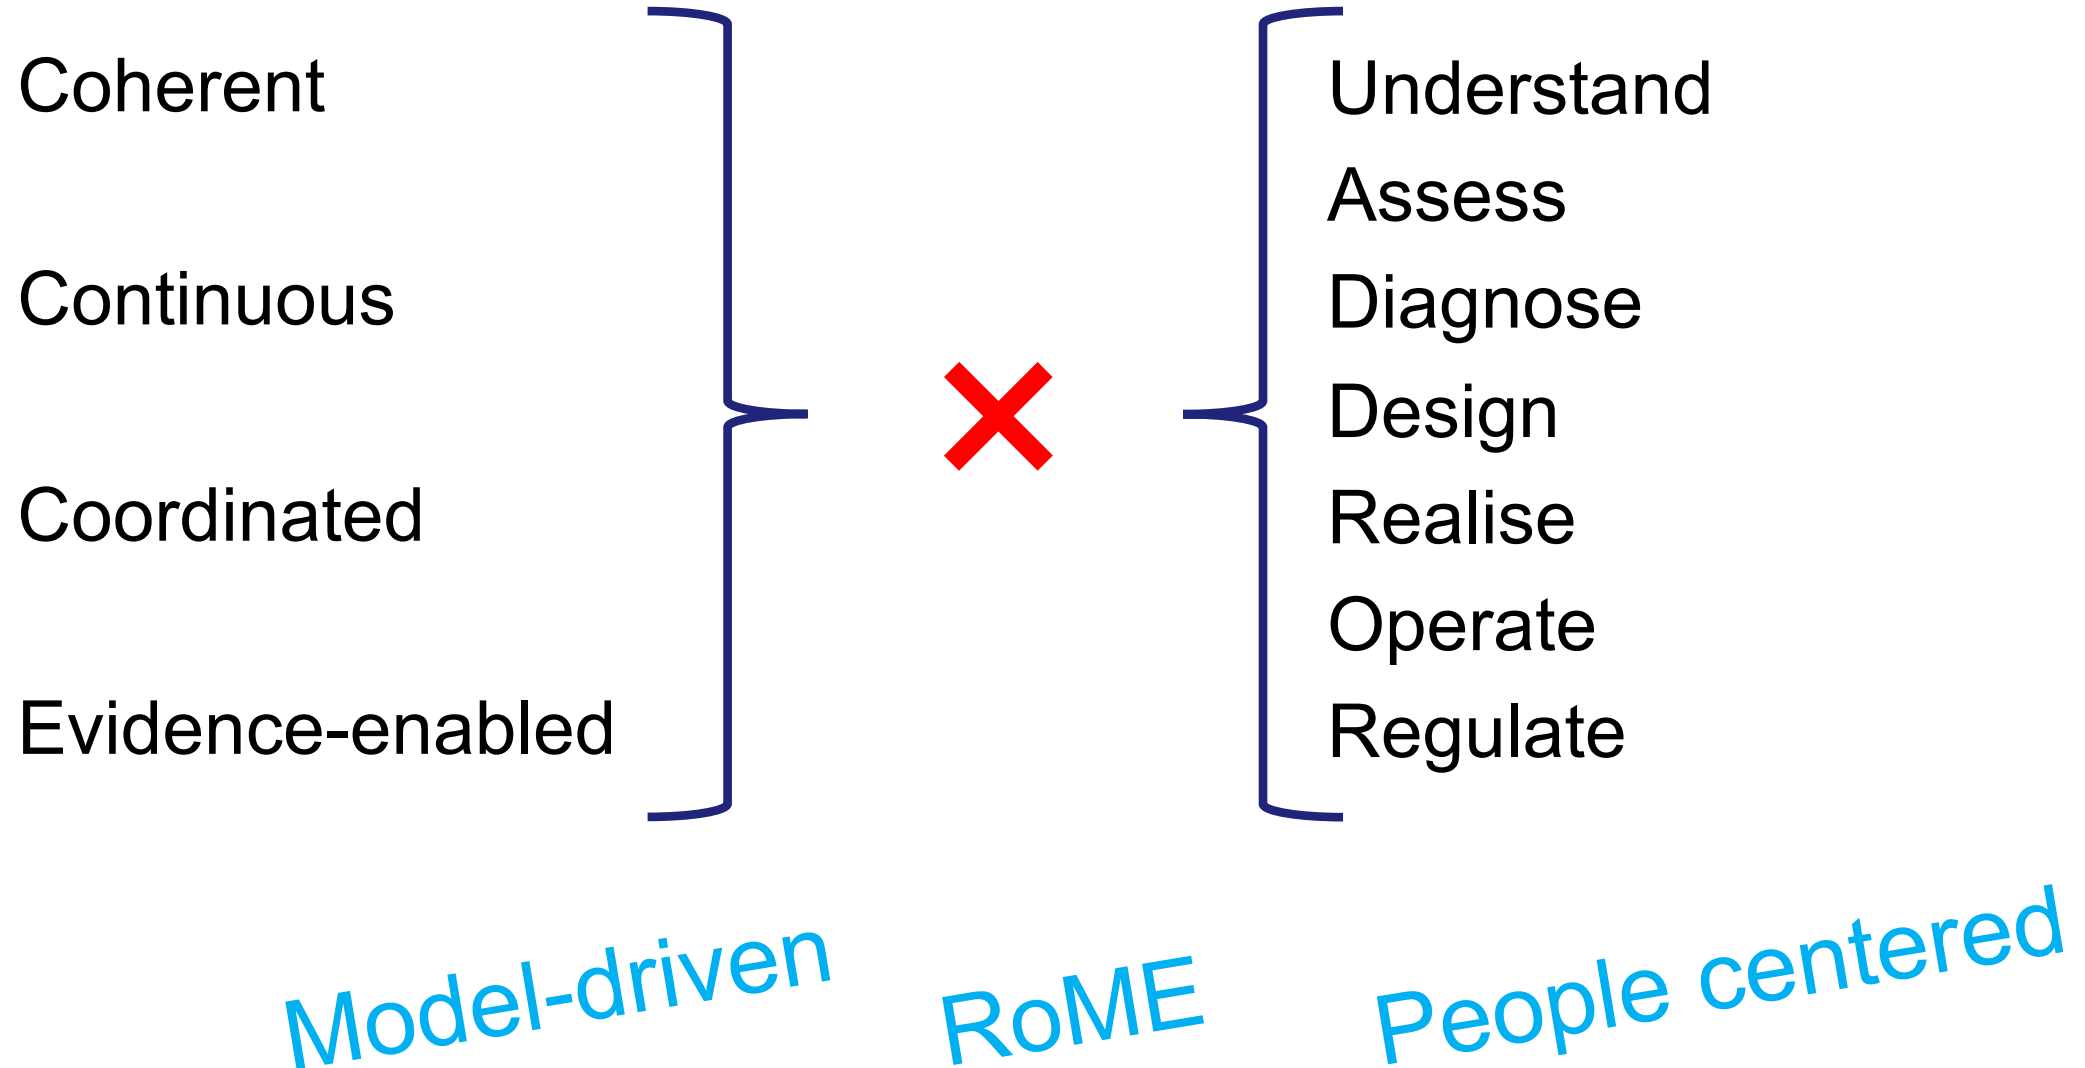 Coherent
Continuous
Coordinated
Evidence-enabled
Understand
Assess
Diagnose
Design
Realise
Operate
Regulate
Model-driven
RoME
People centered